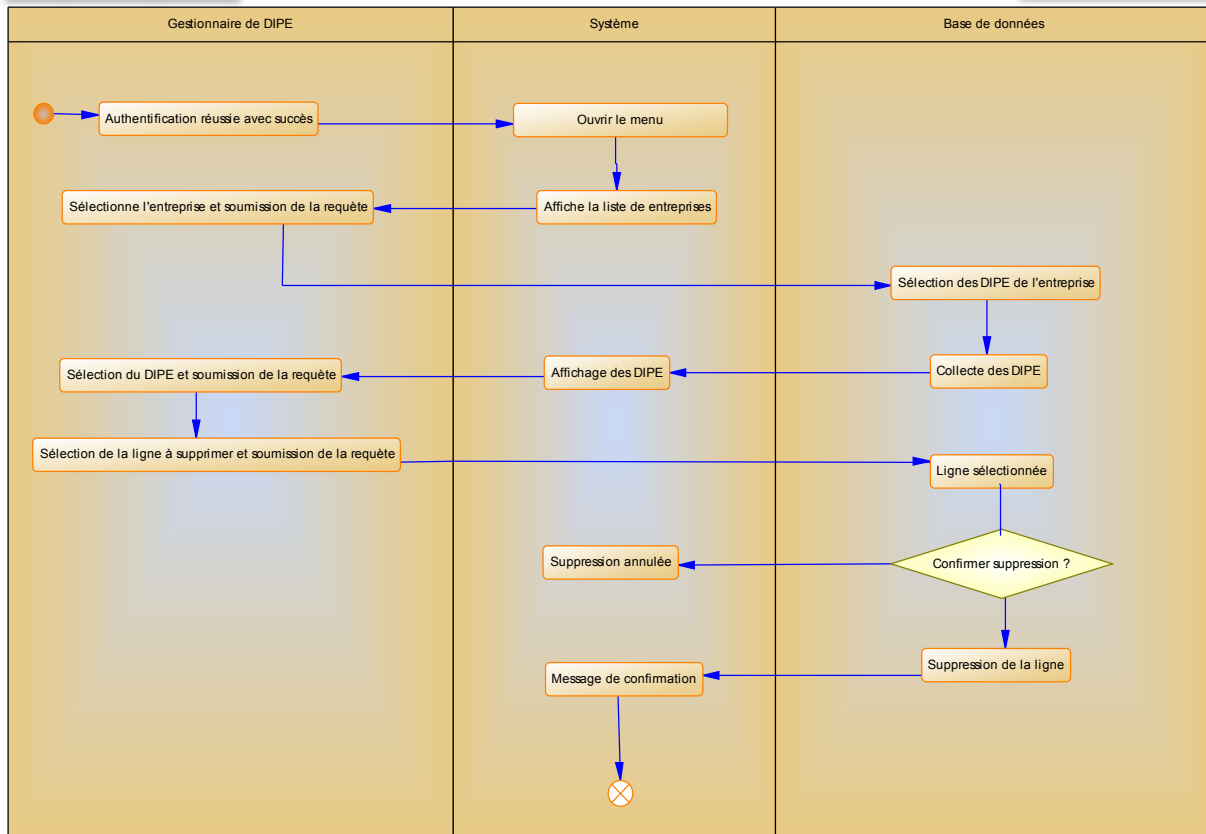 Gestionnaire de DIPE
Système
Base de données
Authentification réussie avec succès
Ouvrir le menu
Sélectionne l'entreprise et soumission de la requète
Affiche la liste de entreprises
Sélection des DIPE de l'entreprise
Sélection du DIPE et soumission de la requète
Affichage des DIPE
Collecte des DIPE
Sélection de la ligne à supprimer et soumission de la requète
Ligne sélectionnée
Suppression annulée
Confirmer suppression ?
Suppression de la ligne
Message de confirmation